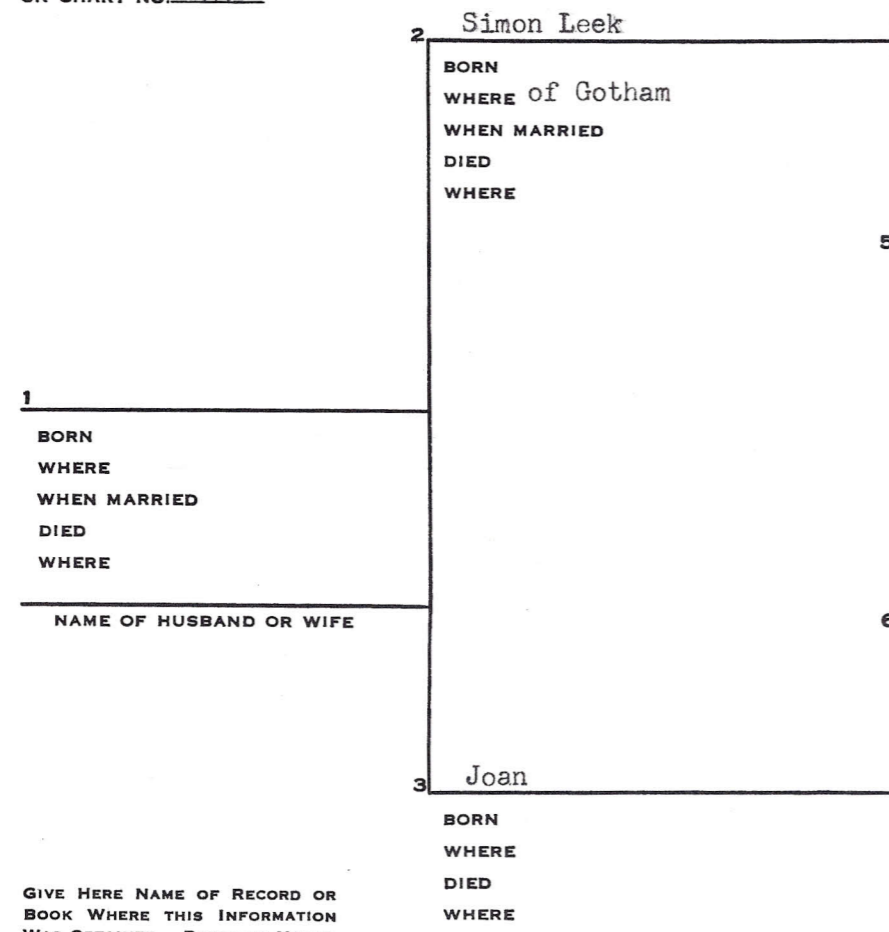 2 Simon Leek
BORN
WHERE of Gotham
WHEN MARRIED
DIED
WHERE
5
1
BORN
WHERE
WHEN MARRIED
DIED
WHERE
NAME OF HUSBAND OR WIFE
6
3 Joan
BORN
WHERE
DIED
WHERE
GIVE HERE NAME OF RECORD OR
BOOK WHERE THIS INFORMATION